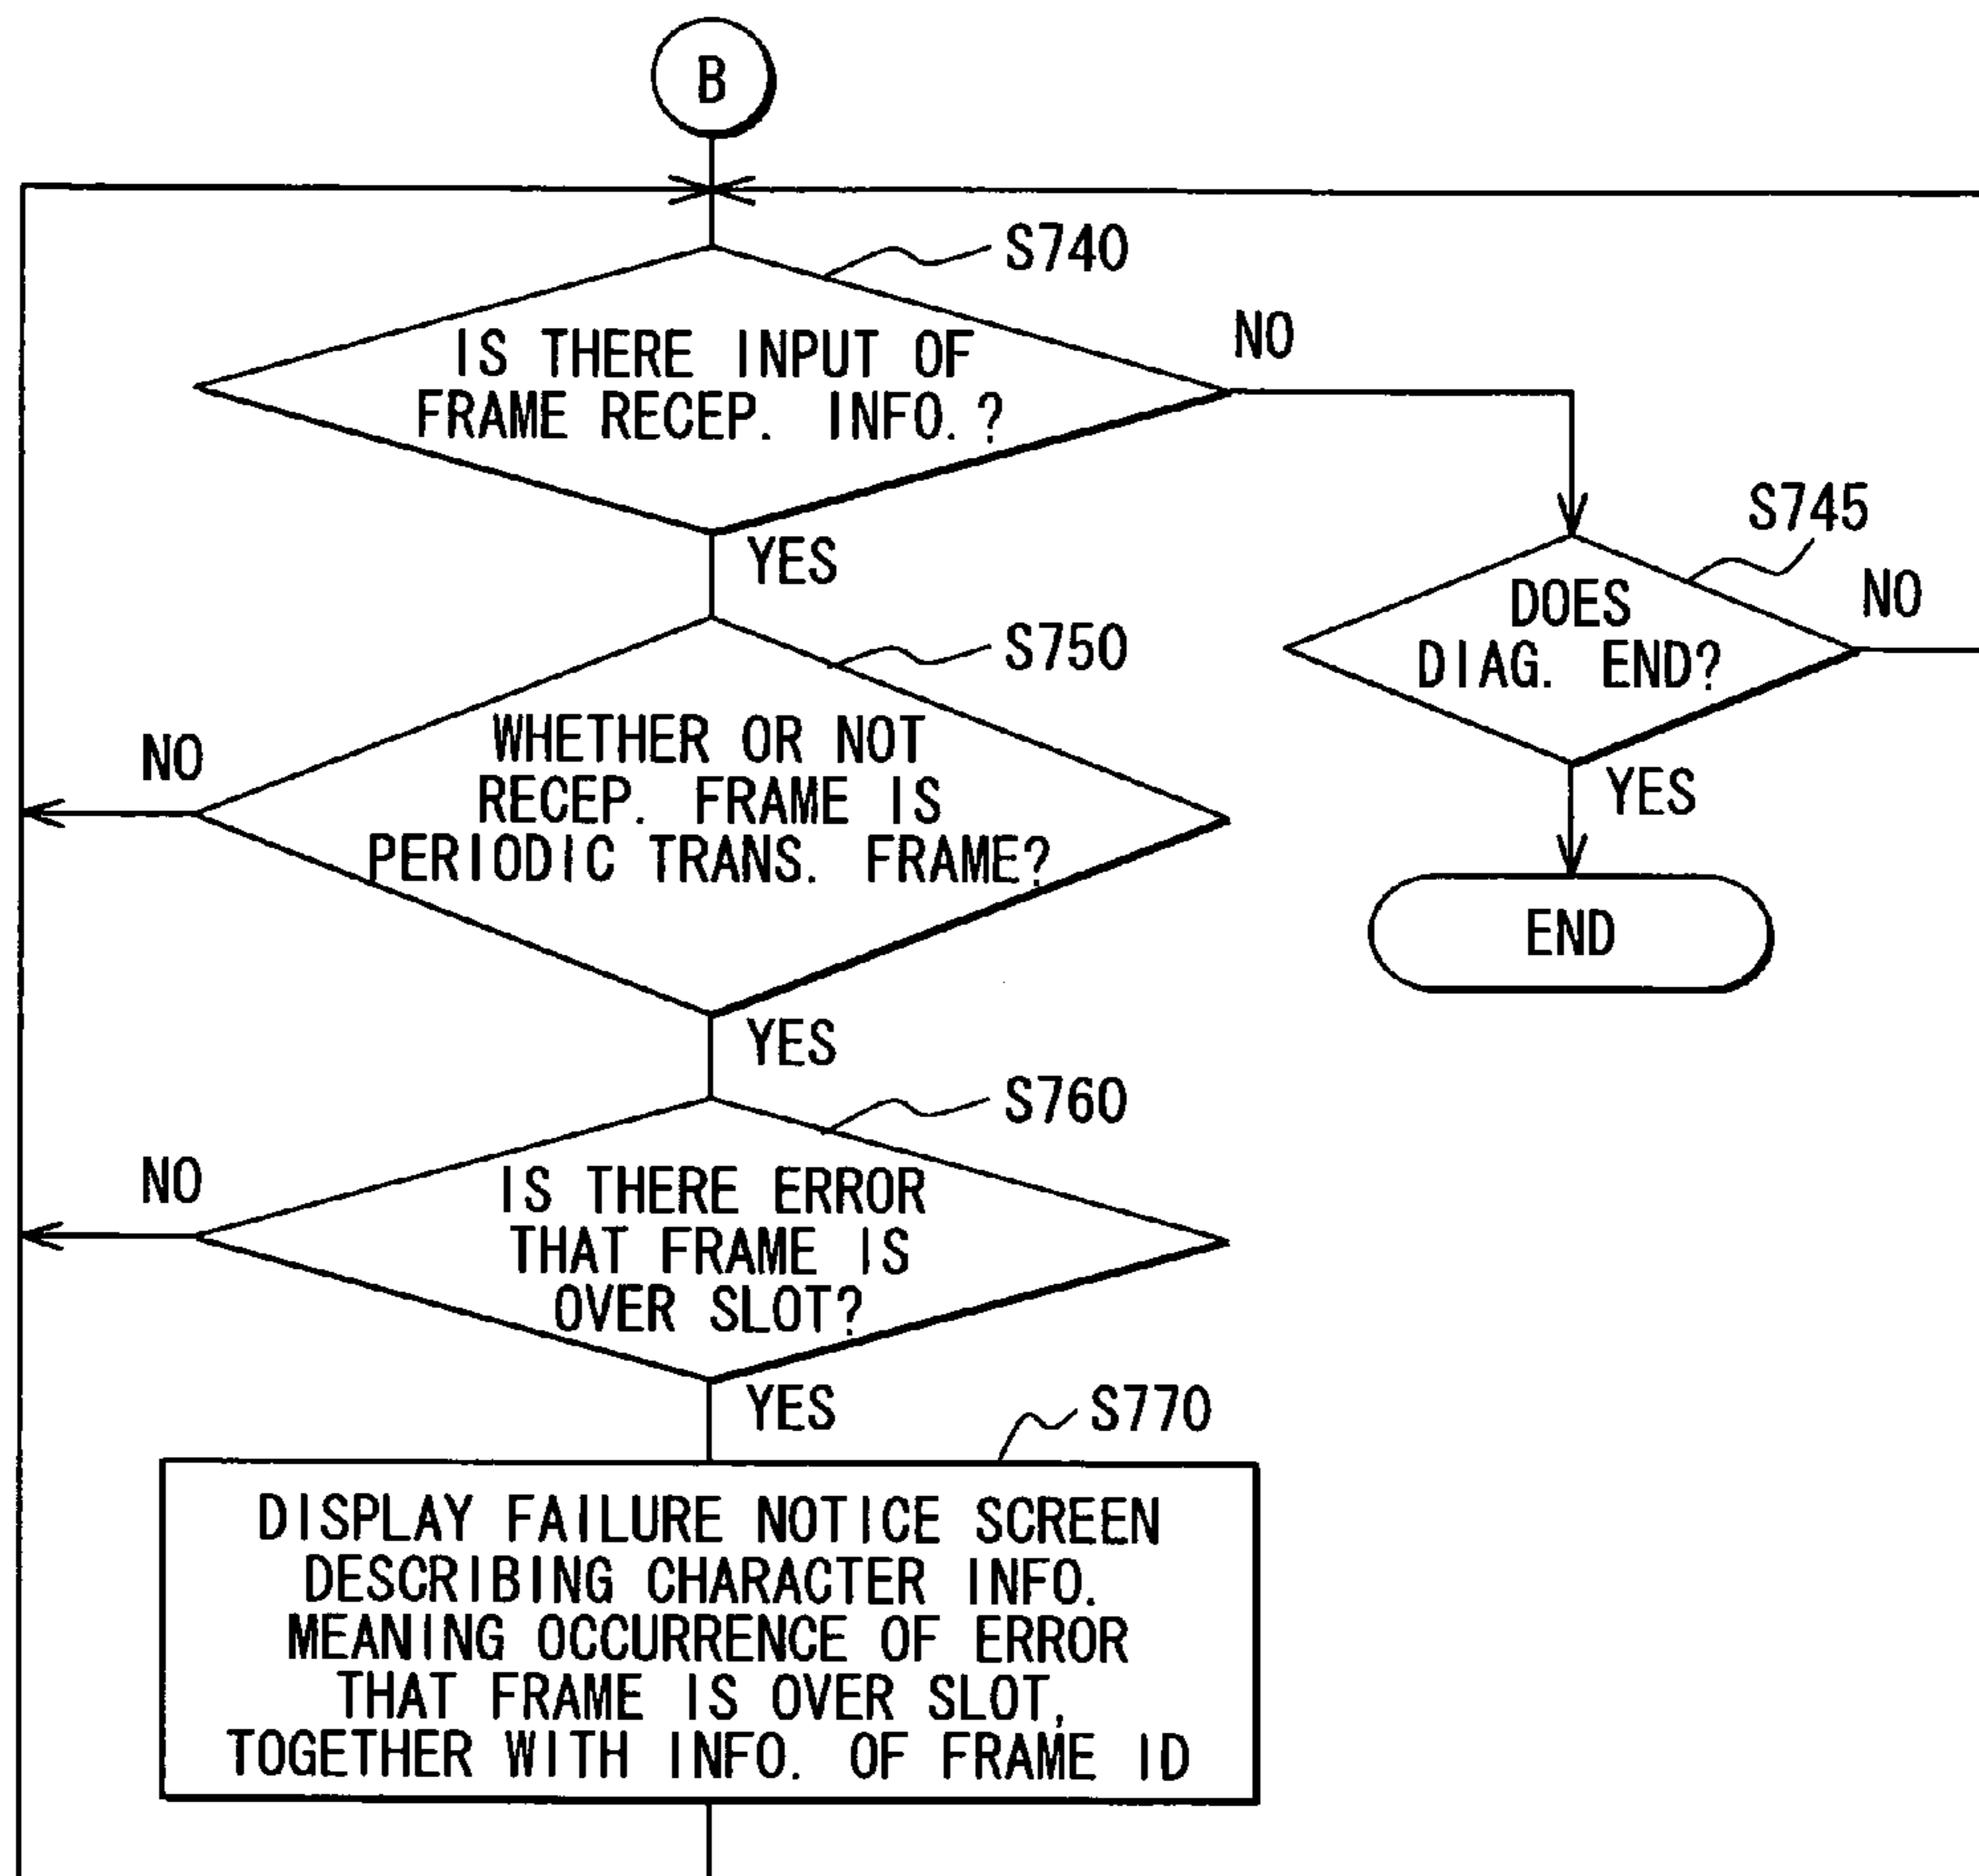 B
S740
IS THERE INPUT OF
FRAME RECEP. INFO.?
NO
YES
S745
DOES
DIAG. END?
NO
YES
END
S750
WHETHER OR NOT
RECEP. FRAME IS
PERIODIC TRANS. FRAME?
NO
YES
S760
IS THERE ERROR
THAT FRAME IS
OVER SLOT?
NO
YES
S770
DISPLAY FAILURE NOTICE SCREEN
DESCRIBING CHARACTER INFO.
MEANING OCCURRENCE OF ERROR
THAT FRAME IS OVER SLOT,
TOGETHER WITH INFO. OF FRAME ID